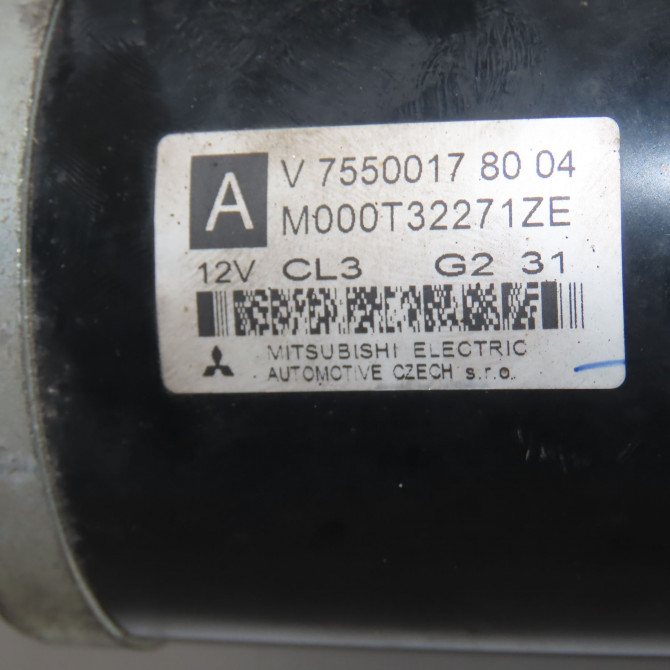 A
V 7550017 80 04
M000T32271ZE
12V CL3 G2 31
MITSUBISHI ELECTRIC
AUTOMOTIVE CZECH s.r.o.